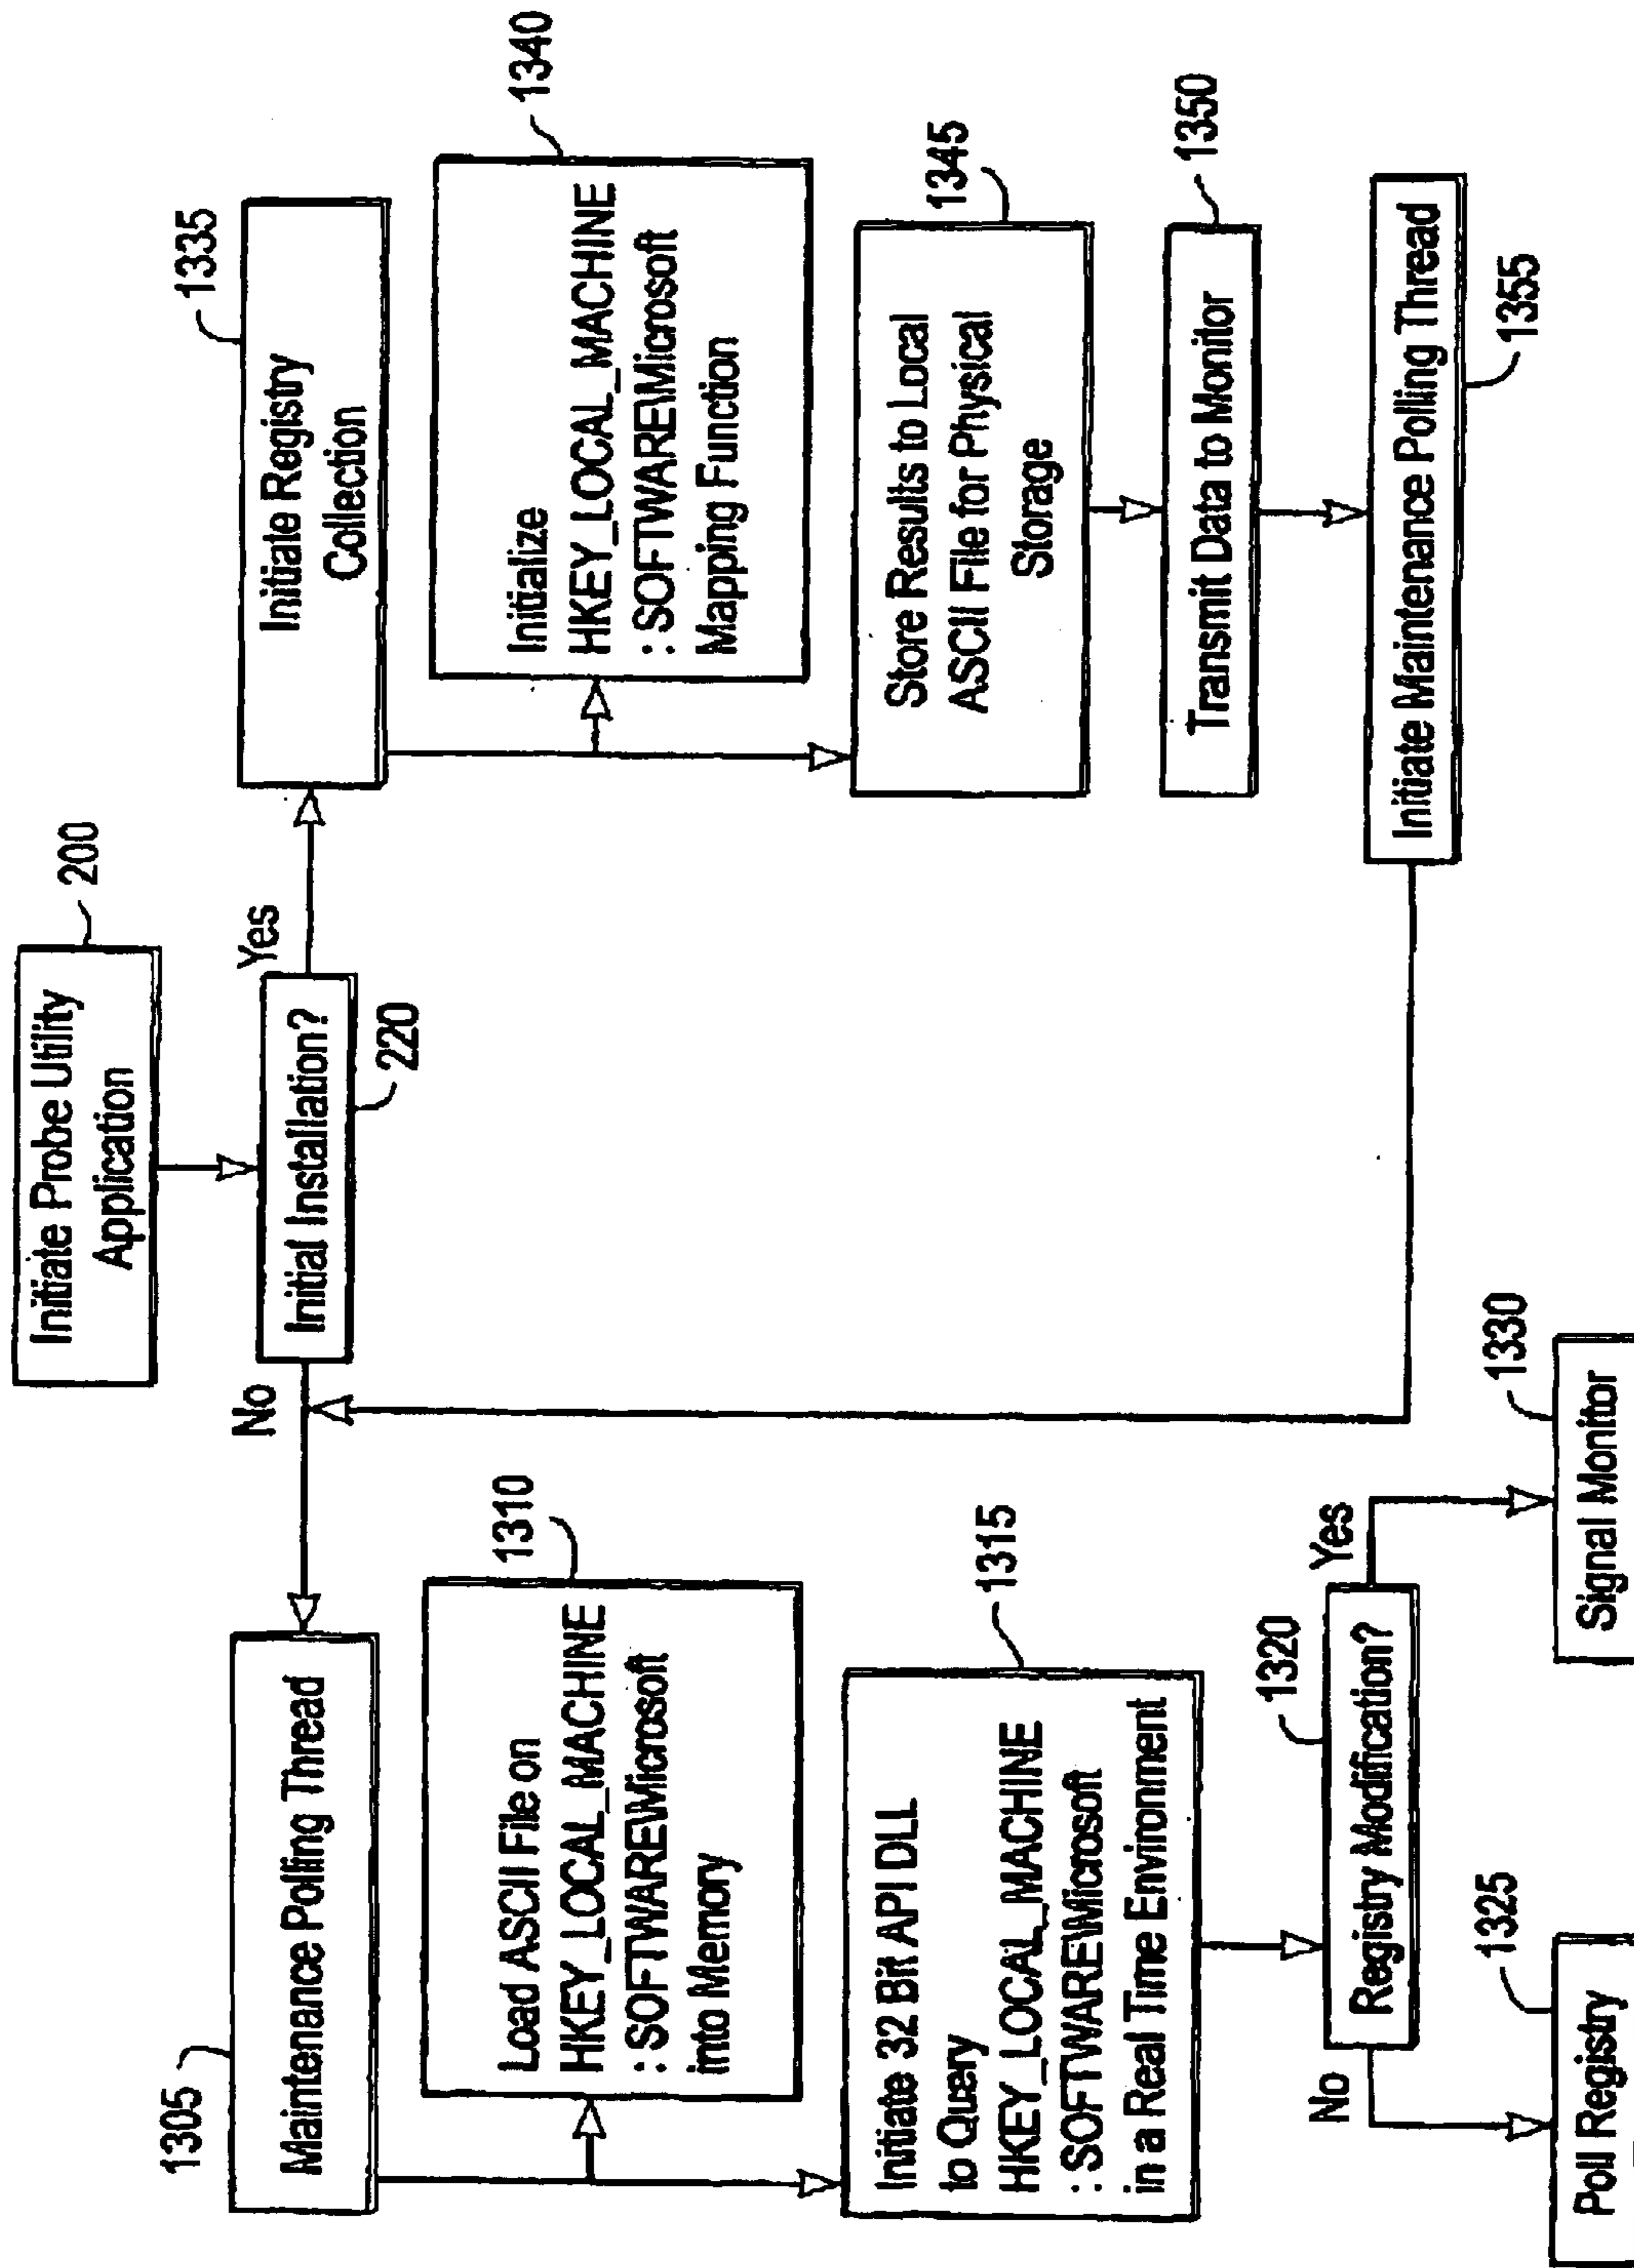 Initiate Probe Utility
Application
200
Initial Installation?
220
No
Yes
Maintenance Polling Thread
1305
Load ASCII File on
HKEY_LOCAL_MACHINE
: SOFTWARE\Microsoft
into Memory
1310
Initiate 32 Bit API DLL
to Query
HKEY_LOCAL_MACHINE
: SOFTWARE\Microsoft
in a Real Time Environment
1315
Registry Modification?
1320
No
Yes
Poll Registry
1325
Signal Monitor
1330
Initiate Registry
Collection
1335
Initialize
HKEY_LOCAL_MACHINE
: SOFTWARE\Microsoft
Mapping Function
1340
Store Results to Local
ASCII File for Physical
Storage
1345
Transmit Data to Monitor
1350
Initiate Maintenance Polling Thread
1355